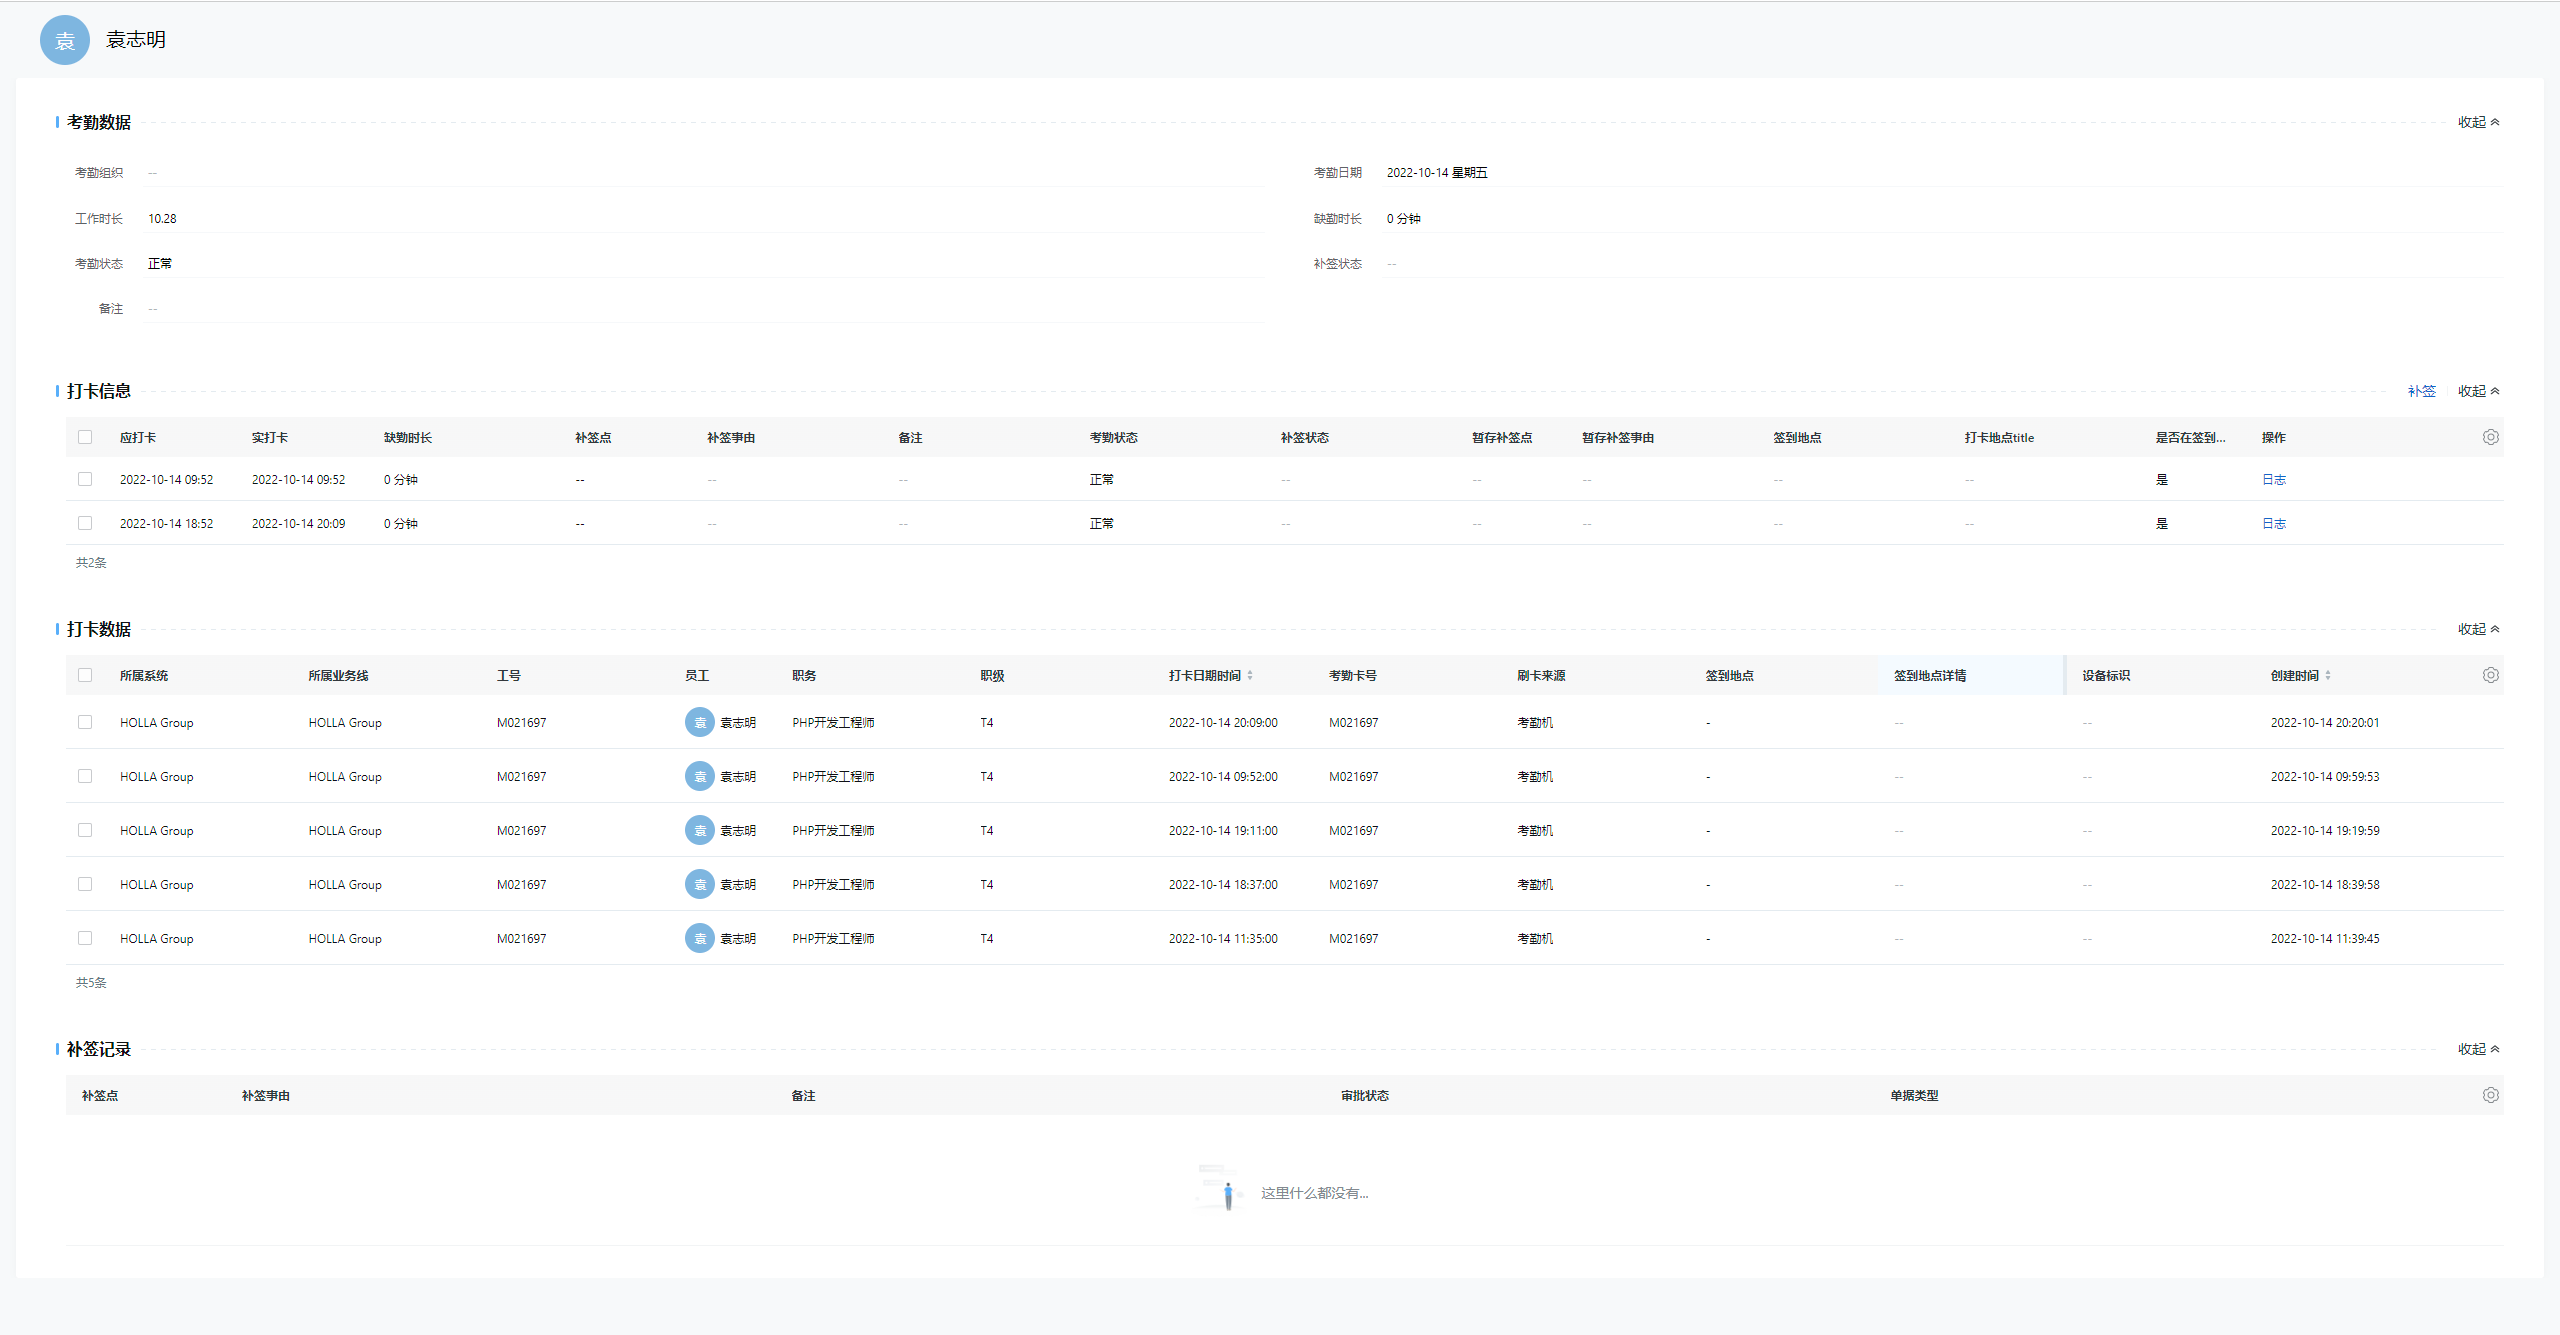 袁 袁志明
考勤数据 收起
考勤组织 -- 考勤日期 2022-10-14 星期五
工作时长 10.28 缺勤时长 0 分钟
考勤状态 正常 补签状态 --
备注 --
打卡信息 补签 收起
应打卡 实打卡 缺勤时长 补签点 补签事由 备注 考勤状态 补签状态 暂存补签点 暂存补签事由 签到地点 打卡地点title 是否在签到... 操作
2022-10-14 09:52 2022-10-14 09:52 0 分钟 -- -- -- 正常 -- -- -- -- -- 是 日志
2022-10-14 18:52 2022-10-14 20:09 0 分钟 -- -- -- 正常 -- -- -- -- -- 是 日志
共2条
打卡数据 收起
所属系统 所属业务线 工号 员工 职务 职级 打卡日期时间 考勤卡号 刷卡来源 签到地点 签到地点详情 设备标识 创建时间
HOLLA Group HOLLA Group M021697 袁 袁志明 PHP开发工程师 T4 2022-10-14 20:09:00 M021697 考勤机 - -- -- 2022-10-14 20:20:01
HOLLA Group HOLLA Group M021697 袁 袁志明 PHP开发工程师 T4 2022-10-14 09:52:00 M021697 考勤机 - -- -- 2022-10-14 09:59:53
HOLLA Group HOLLA Group M021697 袁 袁志明 PHP开发工程师 T4 2022-10-14 19:11:00 M021697 考勤机 - -- -- 2022-10-14 19:19:59
HOLLA Group HOLLA Group M021697 袁 袁志明 PHP开发工程师 T4 2022-10-14 18:37:00 M021697 考勤机 - -- -- 2022-10-14 18:39:58
HOLLA Group HOLLA Group M021697 袁 袁志明 PHP开发工程师 T4 2022-10-14 11:35:00 M021697 考勤机 - -- -- 2022-10-14 11:39:45
共5条
补签记录 收起
补签点 补签事由 备注 审批状态 单据类型
这里什么都没有...